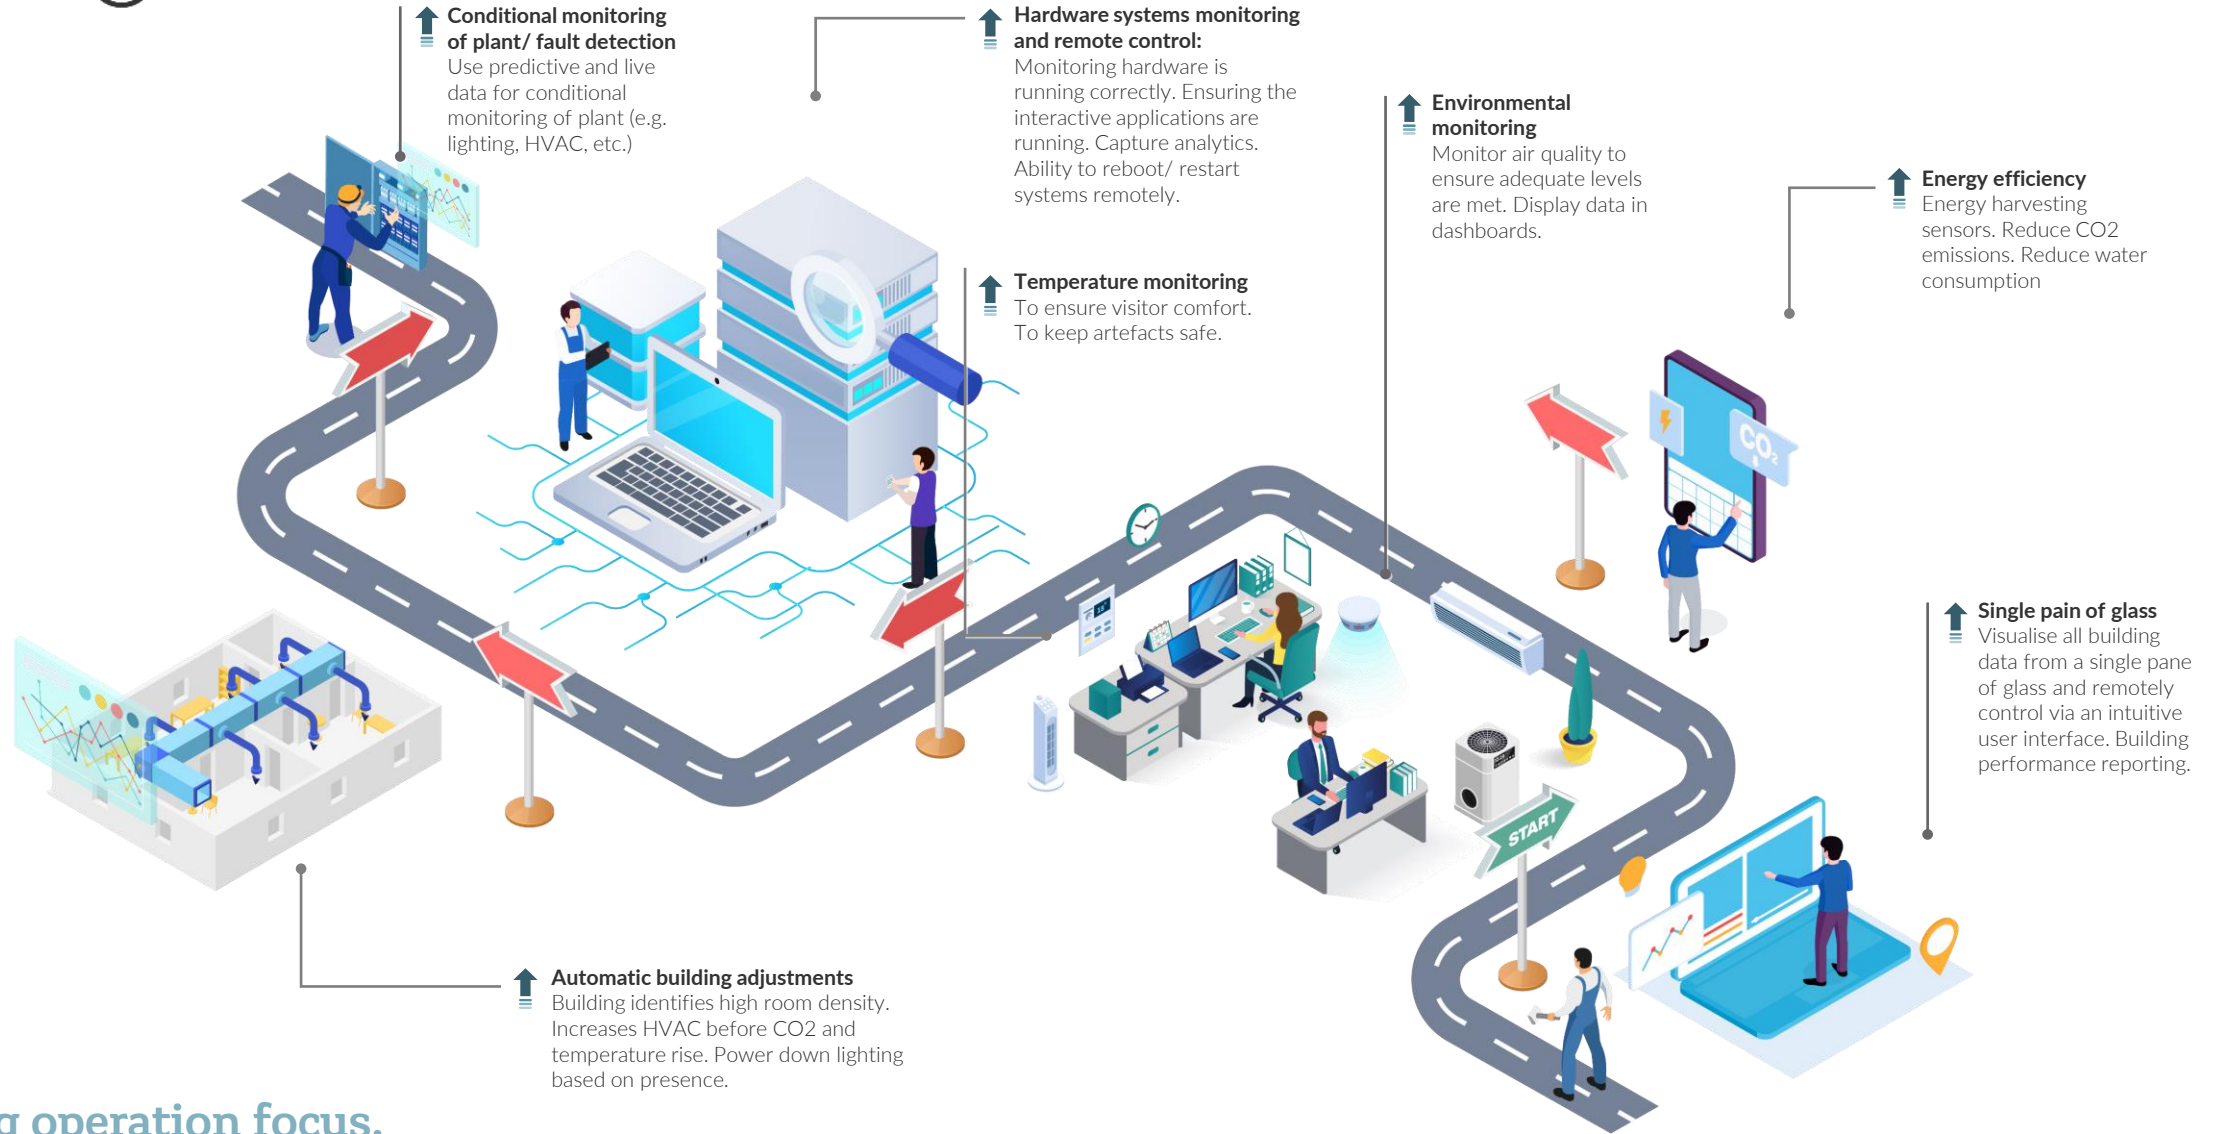 Conditional monitoring
of plant/ fault detection
Use predictive and live
data for conditional
monitoring of plant (e.g.
lighting, HVAC, etc.)
Hardware systems monitoring
and remote control:
Monitoring hardware is
running correctly. Ensuring the
interactive applications are
running. Capture analytics.
Ability to reboot/ restart
systems remotely.
Environmental
monitoring
Monitor air quality to
ensure adequate levels
are met. Display data in
dashboards.
Energy efficiency
Energy harvesting
sensors. Reduce CO2
emissions. Reduce water
consumption
Temperature monitoring
To ensure visitor comfort.
To keep artefacts safe.
CO₂
Single pain of glass
Visualise all building
data from a single pane
of glass and remotely
control via an intuitive
user interface. Building
performance reporting.
START
Automatic building adjustments
Building identifies high room density.
Increases HVAC before CO2 and
temperature rise. Power down lighting
based on presence.
g operation focus.